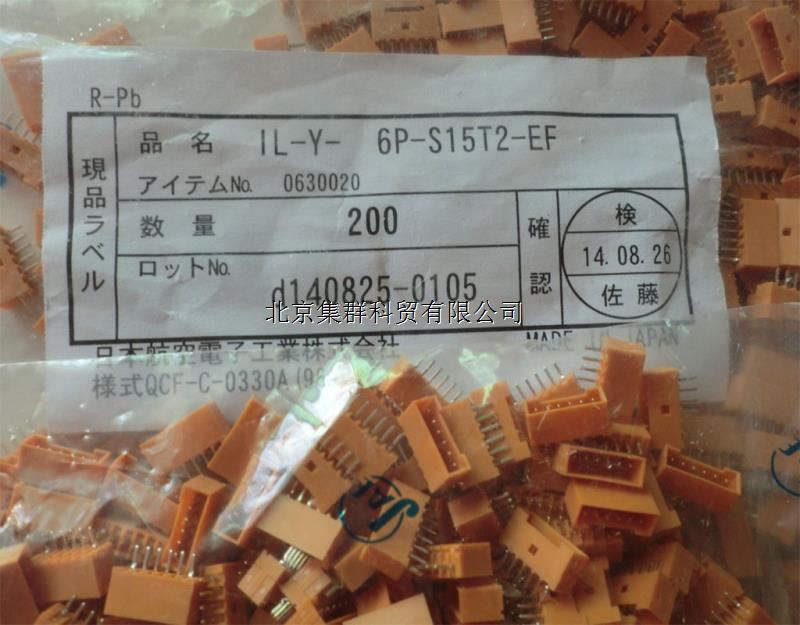 R-Pb
現品ラベル
品 名 IL-Y- 6P-S15T2-EF
アイテムNo. 0630020
数 量 200
ロットNo. d140825-0105
確認
検
14.08.26
佐藤
北京集群科贸有限公司
日本航空電子工業株式会社 MADE IN JAPAN
様式QCF-C-0330A